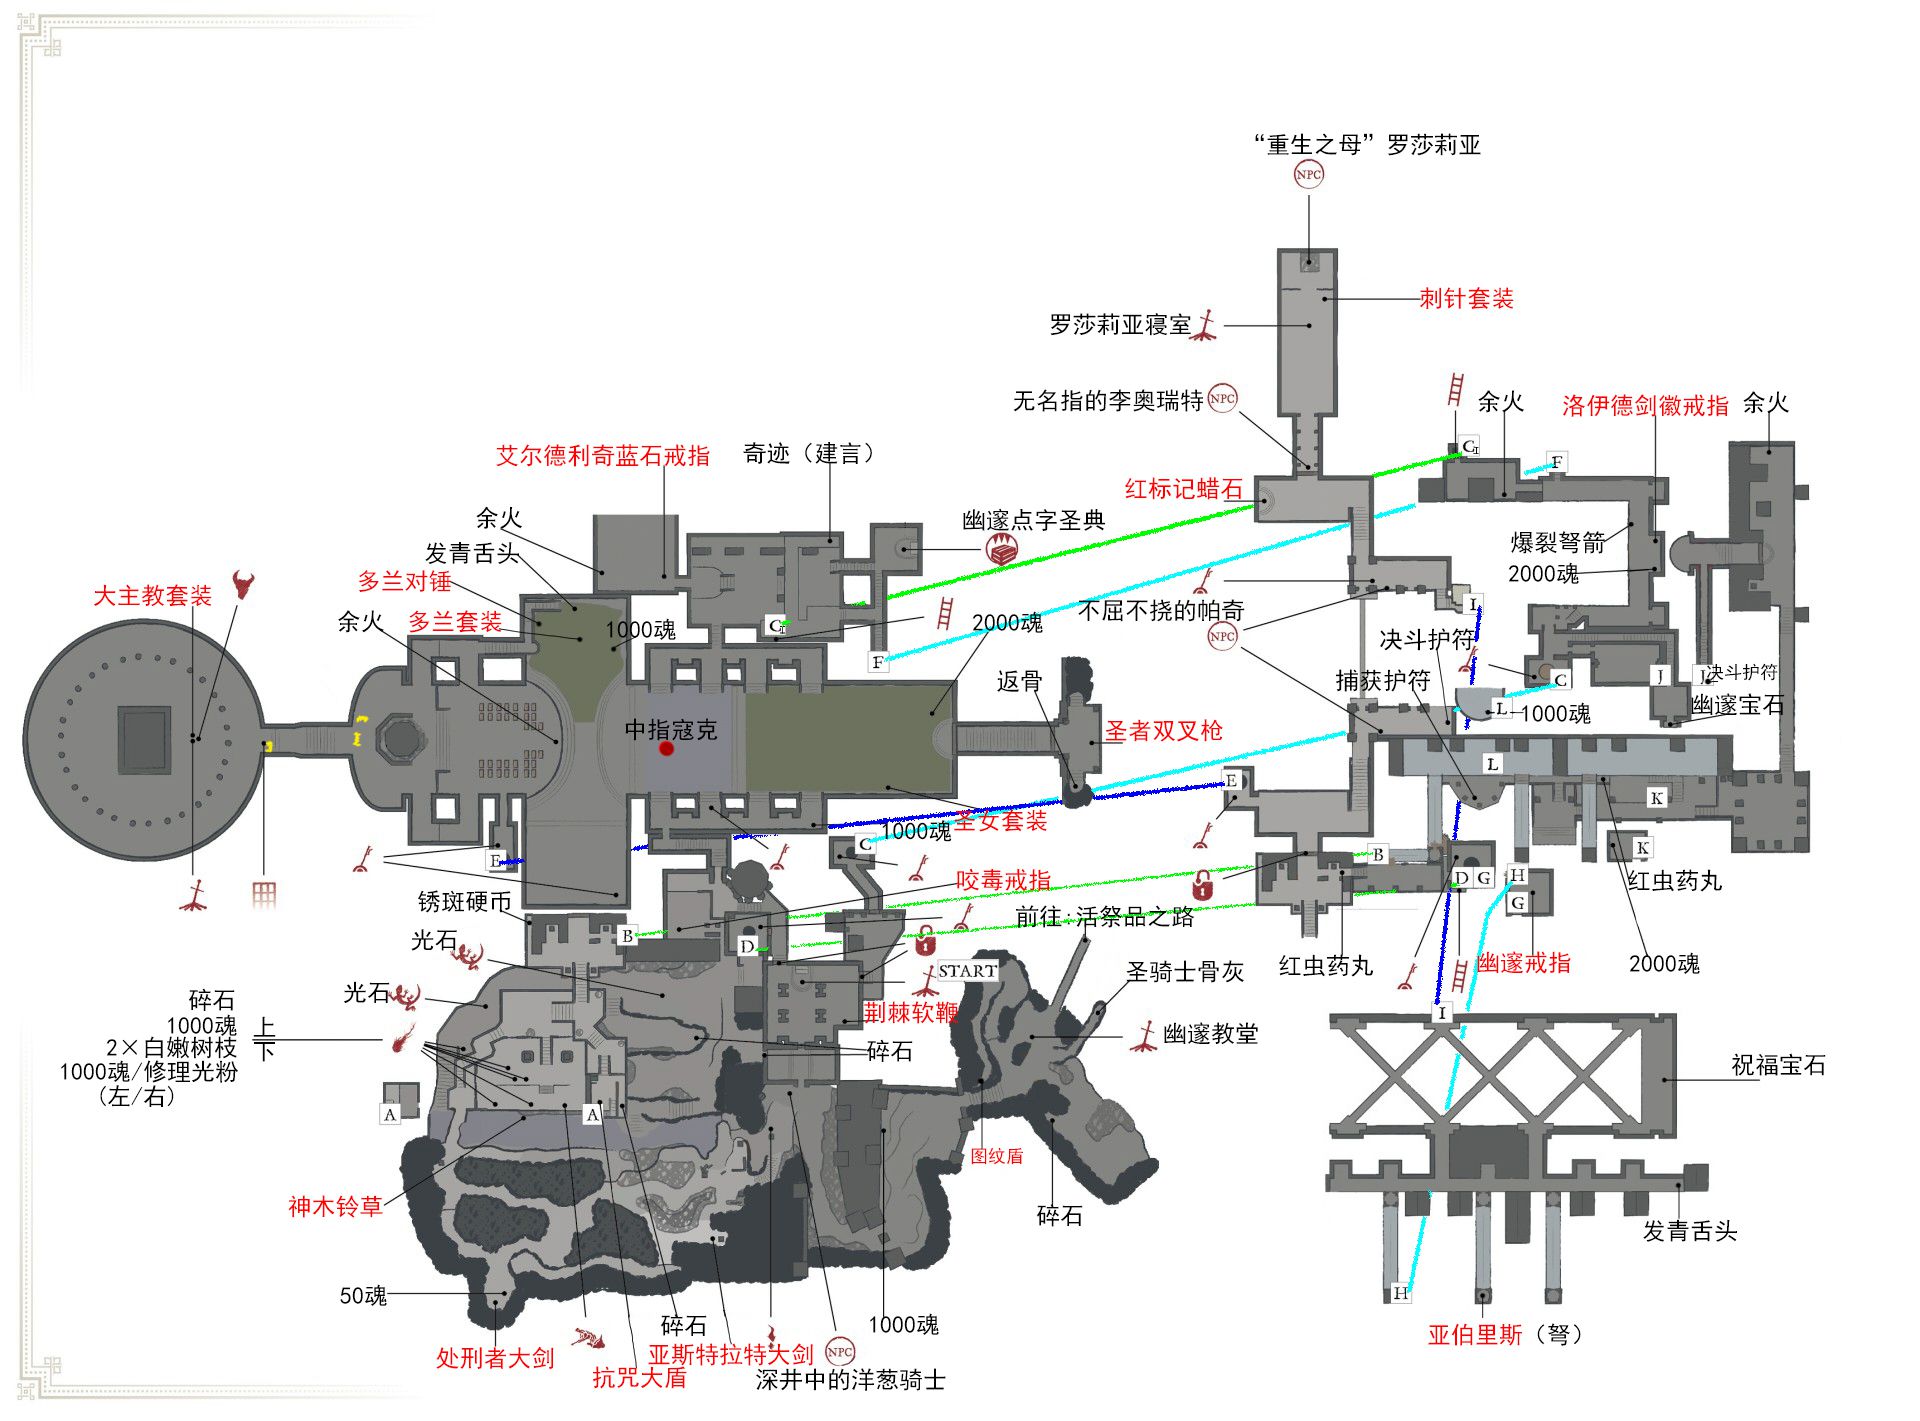 “重生之母”罗莎莉亚
NPC
刺针套装
罗莎莉亚寝室
无名指的李奥瑞特
NPC
余火
洛伊德剑徽戒指
余火
艾尔德利奇蓝石戒指
奇迹（建言）
C1
F
红标记蜡石
余火
幽邃点字圣典
发青舌头
爆裂弩箭
2000魂
多兰对锤
大主教套装
余火
多兰套装
1000魂
C1
2000魂
不屈不挠的帕奇
NPC
I
F
决斗护符
返骨
捕获护符
C
J
J
决斗护符
L
1000魂
幽邃宝石
中指寇克
圣者双叉枪
L
E
K
1000魂
圣女套装
E
C
B
K
咬毒戒指
D
G
H
红虫药丸
锈斑硬币
G
前往:活祭品之路
光石
B
D
START
圣骑士骨灰
红虫药丸
幽邃戒指
2000魂
光石
碎石
1000魂
上
荆棘软鞭
I
2×白嫩树枝
下
碎石
幽邃教堂
1000魂/修理光粉
（左/右）
祝福宝石
A
A
图纹盾
神木铃草
碎石
发青舌头
50魂
H
碎石
1000魂
处刑者大剑
亚斯特拉特大剑
NPC
亚伯里斯（弩）
抗咒大盾
深井中的洋葱骑士